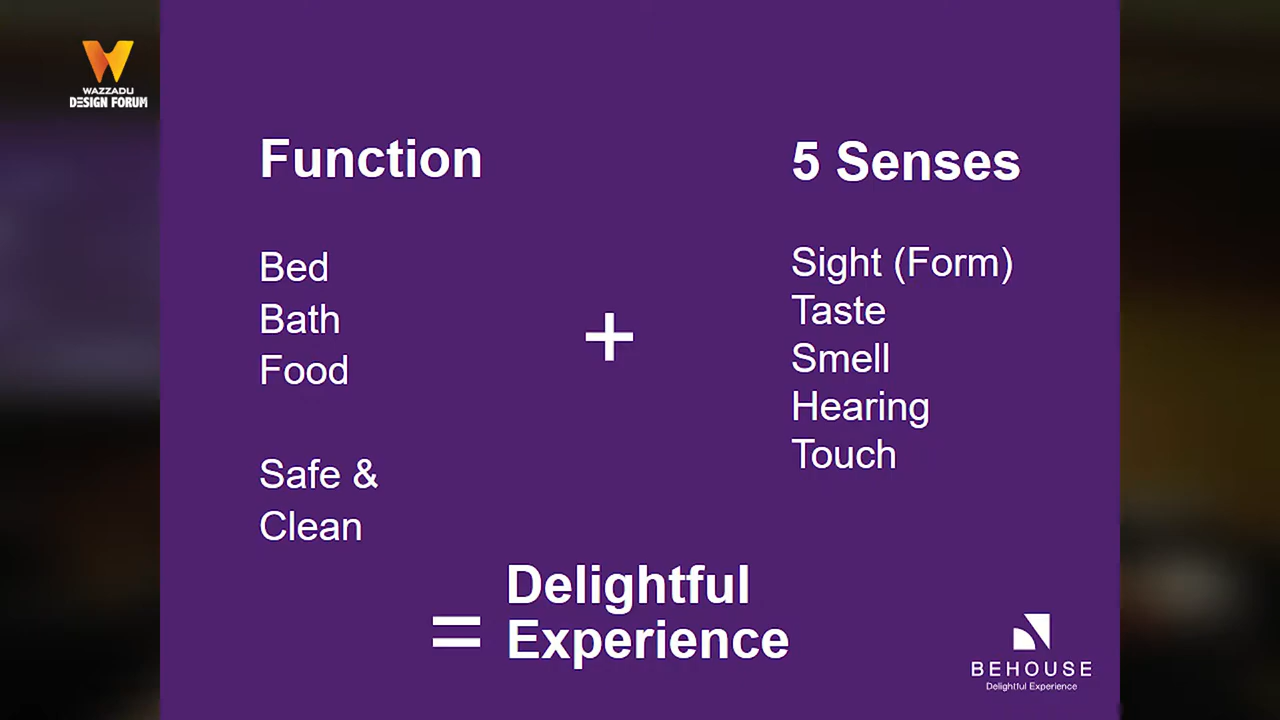 WAZZADU
DESIGN FORUM
Function
Bed
Bath
Food
Safe &
Clean
+
5 Senses
Sight (Form)
Taste
Smell
Hearing
Touch
= Delightful
Experience
BEHOUSE
Delightful Experience